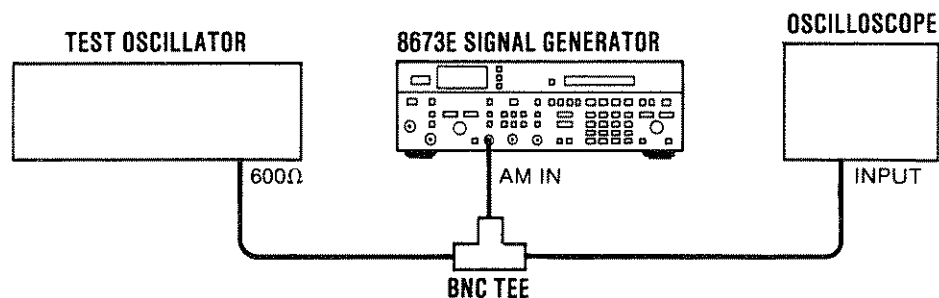 TEST OSCILLATOR
8673E SIGNAL GENERATOR
OSCILLOSCOPE
600Ω
AM IN
INPUT
BNC TEE